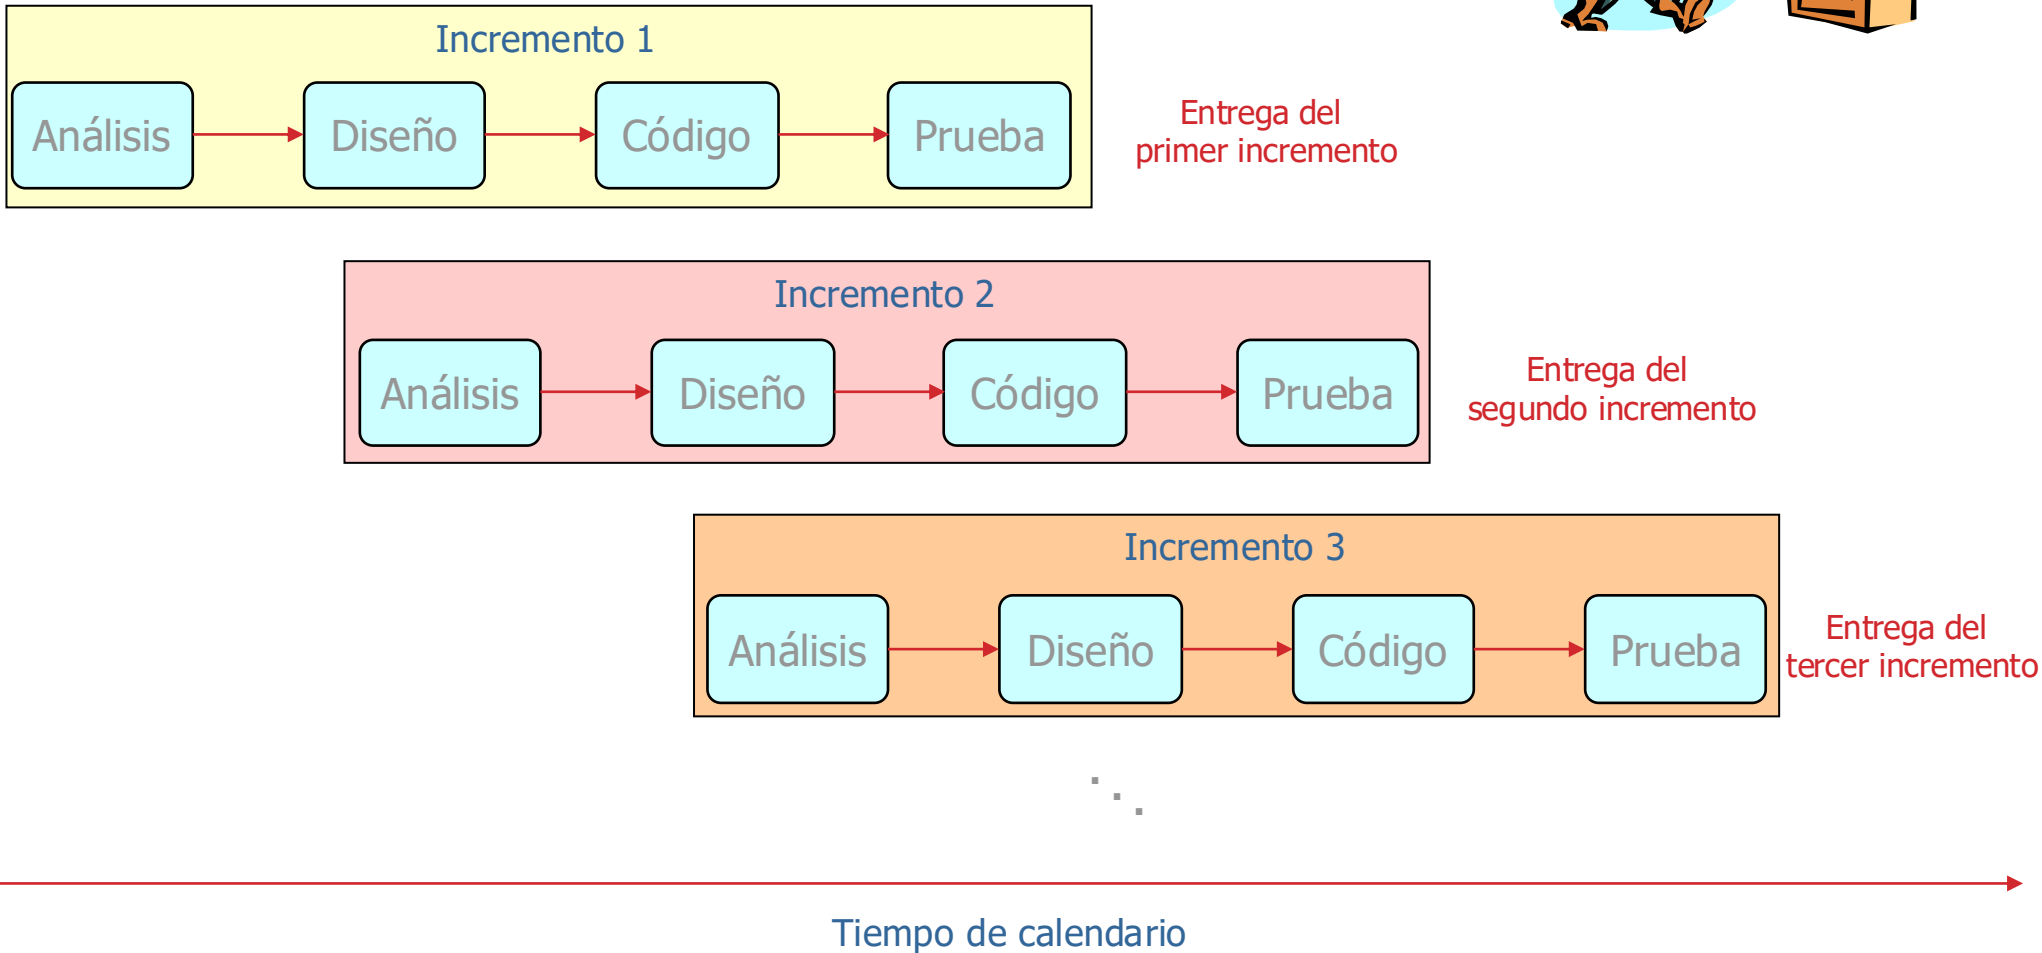 Incremento 1
Análisis
Diseño
Código
Prueba
Entrega del
primer incremento
Incremento 2
Análisis
Diseño
Código
Prueba
Entrega del
segundo incremento
Incremento 3
Análisis
Diseño
Código
Prueba
Entrega del
tercer incremento
Tiempo de calendario